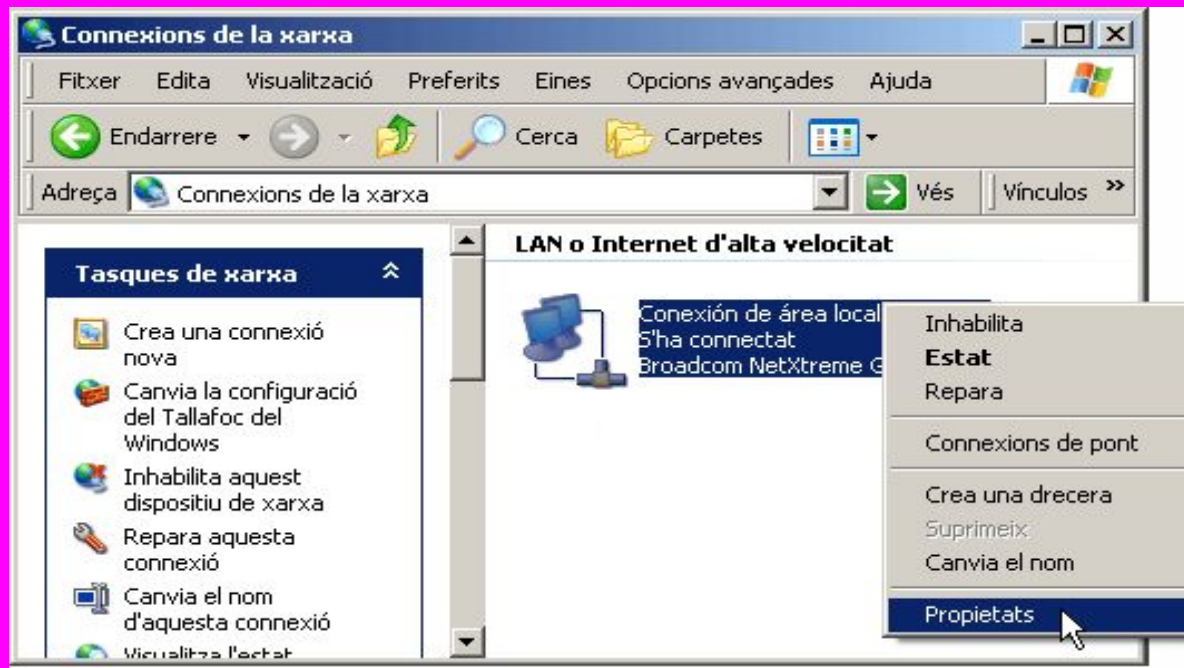 Connexions de la xarxa
Fitxer Edita Visualització Preferits Eines Opcions avançades Ajuda
Endarrere Cerca Carpetes
Adreça Connexions de la xarxa Vés Vínculos »
Tasques de xarxa
Crea una connexió
nova
Canvia la configuració
del Tallafoc del
Windows
Inhabilita aquest
dispositiu de xarxa
Repara aquesta
connexió
Canvia el nom
d'aquesta connexió
Visualitza l'estat
LAN o Internet d'alta velocitat
Conexión de área local
S'ha connectat
Broadcom NetXtreme G
Inhabilita
Estat
Repara
Connexions de pont
Crea una drecera
Suprimeix
Canvia el nom
Propietats